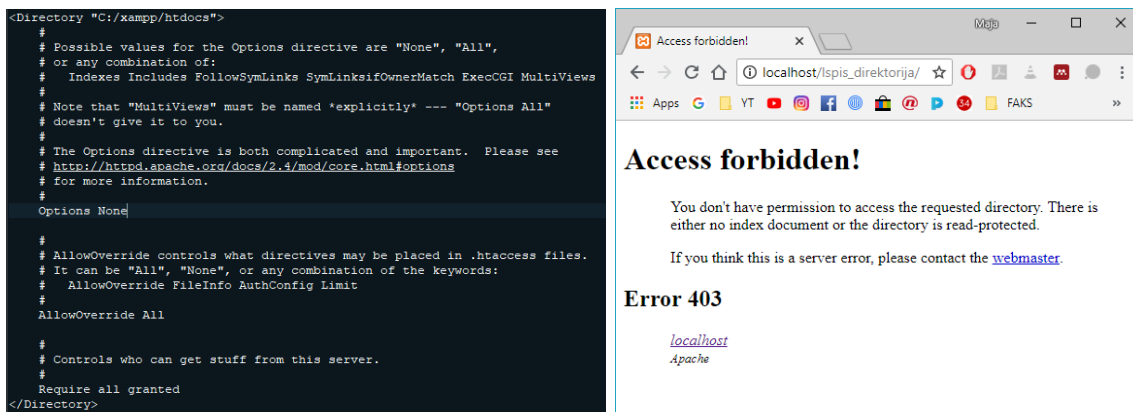 <Directory "C:/xampp/htdocs">
#
# Possible values for the Options directive are "None", "All",
# or any combination of:
#   Indexes Includes FollowSymLinks SymLinksifOwnerMatch ExecCGI MultiViews
#
# Note that "MultiViews" must be named *explicitly* --- "Options All"
# doesn't give it to you.
#
# The Options directive is both complicated and important.  Please see
# http://httpd.apache.org/docs/2.4/mod/core.html#options
# for more information.
#
Options None
#
# AllowOverride controls what directives may be placed in .htaccess files.
# It can be "All", "None", or any combination of the keywords:
#   AllowOverride FileInfo AuthConfig Limit
#
AllowOverride All
#
# Controls who can get stuff from this server.
#
Require all granted
</Directory>
Maja
Access forbidden!
localhost/Ispis_direktorija/
Apps G YT 34 FAKS »
Access forbidden!
You don't have permission to access the requested directory. There is
either no index document or the directory is read-protected.
If you think this is a server error, please contact the webmaster.
Error 403
localhost
Apache